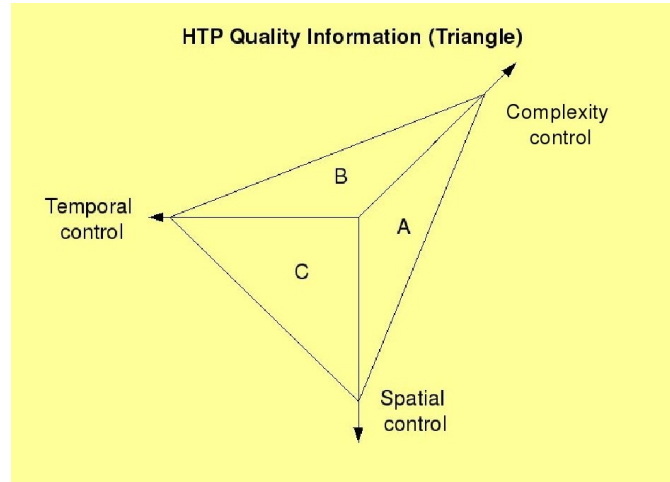 HTP Quality Information (Triangle)
Complexity
control
B
Temporal
control
A
C
Spatial
control